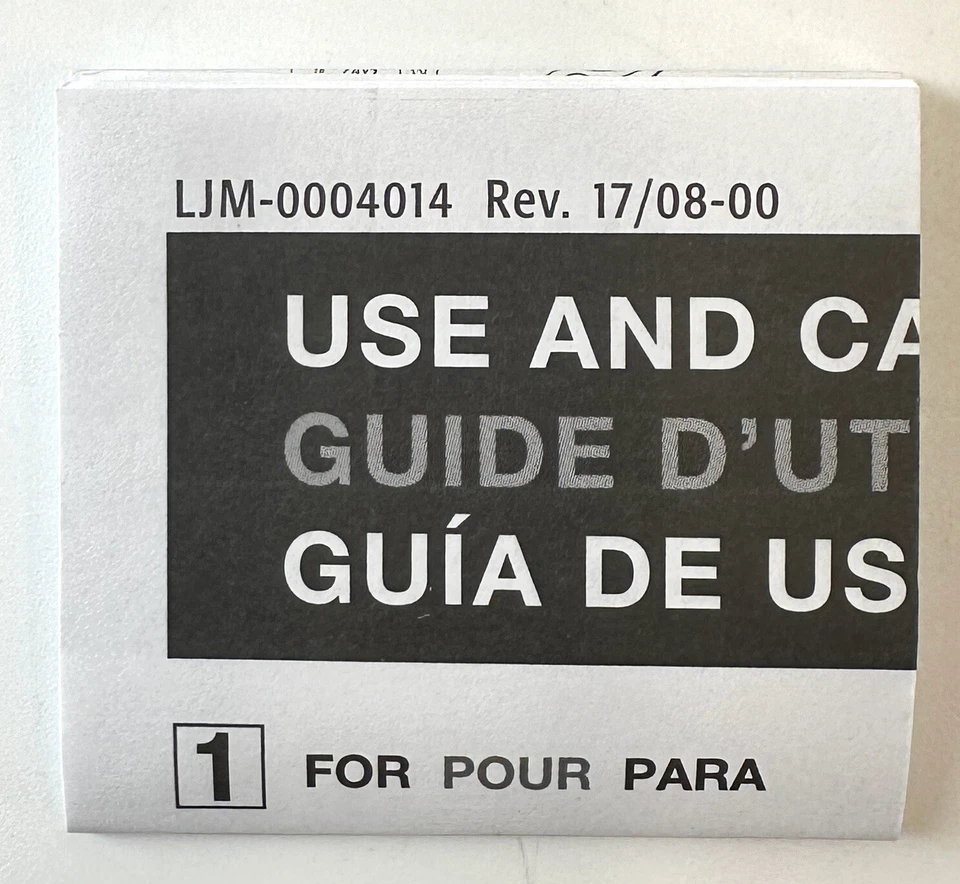 LJM-0004014 Rev. 17/08-00
USE AND CA
GUIDE D’UT
GUÍA DE US
1 FOR POUR PARA